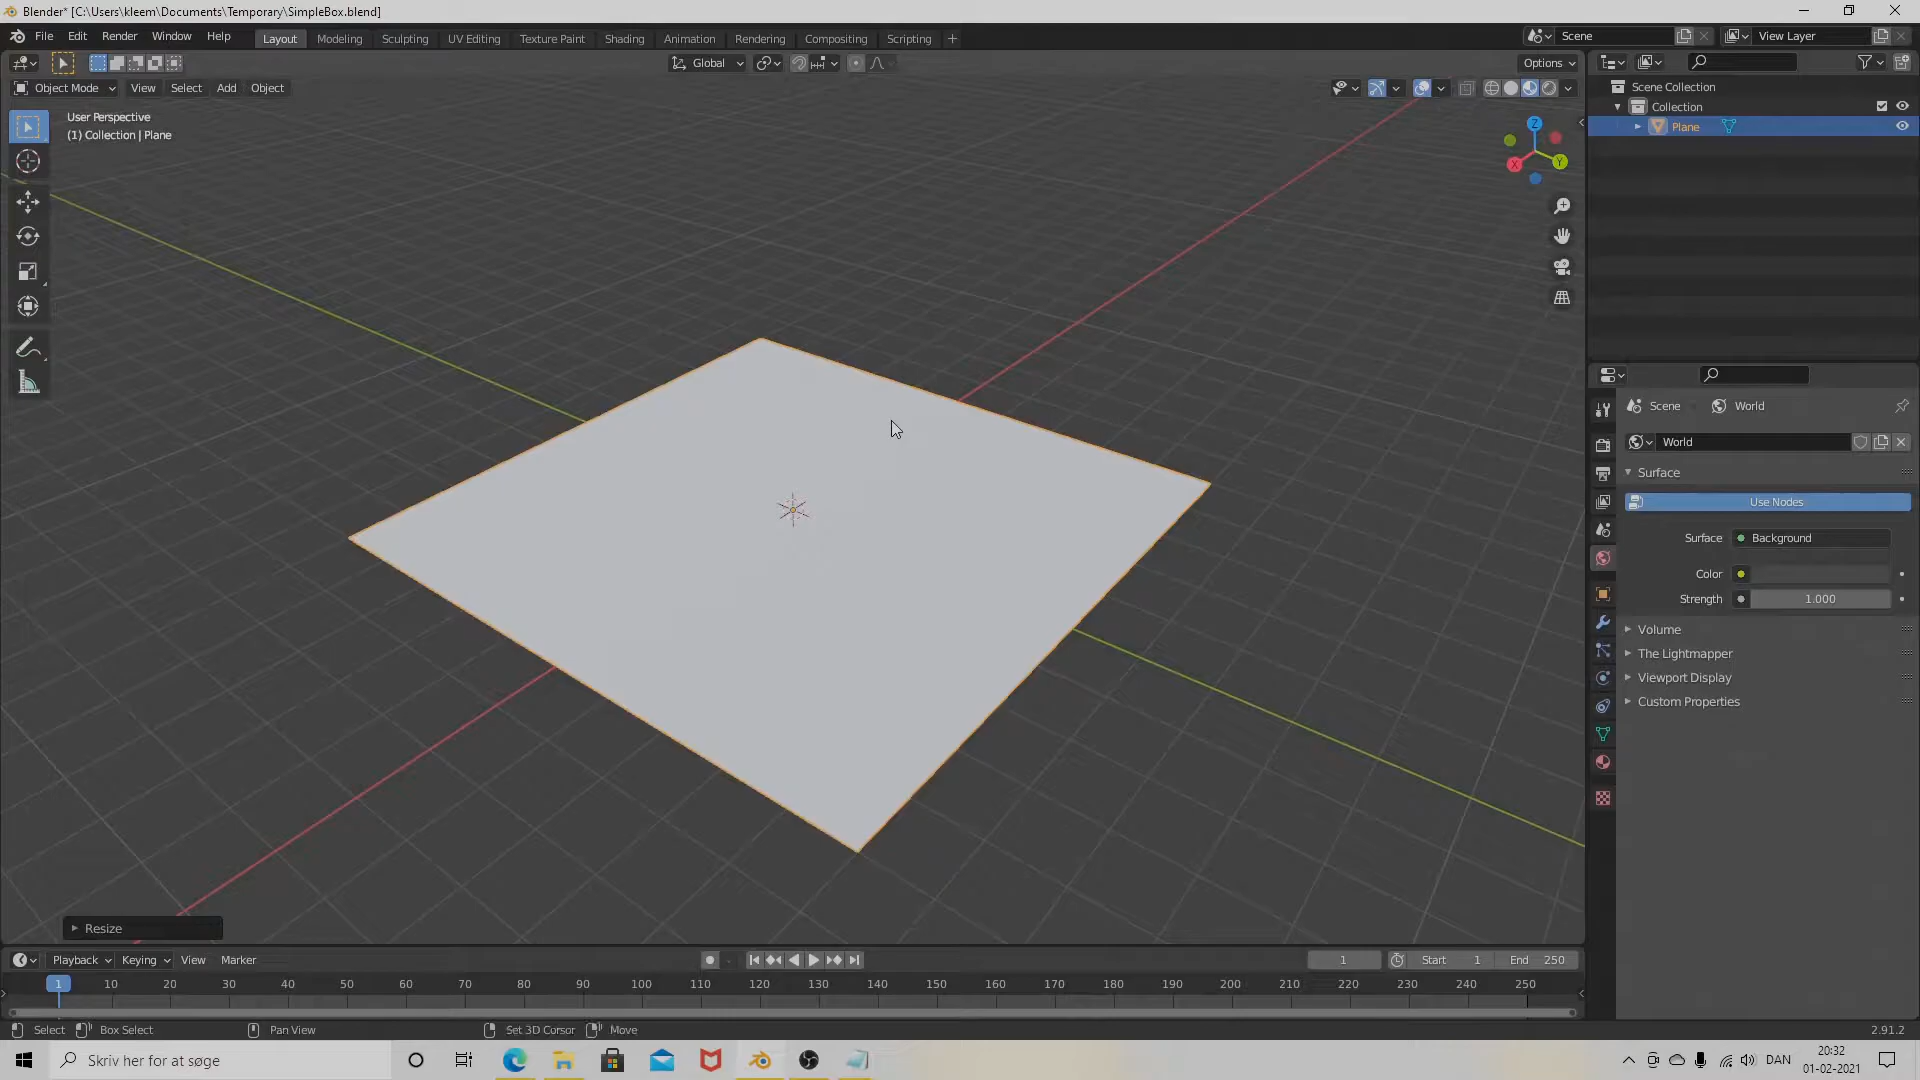 Blender* [C:\Users\kleem\Documents\Temporary\SimpleBox.blend]
File Edit Render Window Help Layout Modeling Sculpting UV Editing Texture Paint Shading Animation Rendering Compositing Scripting + Scene View Layer
Global Options
Object Mode View Select Add Object
User Perspective
(1) Collection | Plane
Z
X
Y
Scene Collection
Collection
Plane
Scene World
World
Surface
Use Nodes
Surface Background
Color
Strength 1.000
Volume
The Lightmapper
Viewport Display
Custom Properties
Resize
Playback Keying View Marker 1 Start 1 End 250
1 10 20 30 40 50 60 70 80 90 100 110 120 130 140 150 160 170 180 190 200 210 220 230 240 250
Select Box Select Pan View Set 3D Cursor Move 2.91.2
Skriv her for at søge DAN 20:32
01-02-2021